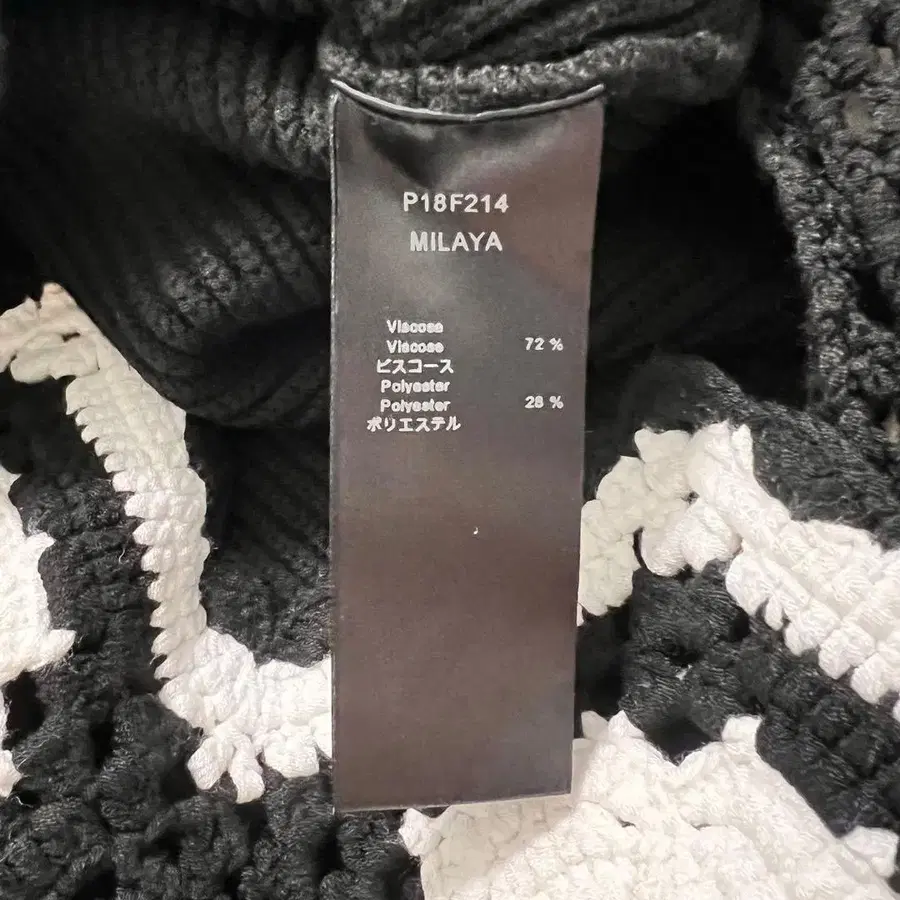 P18F214
MILAYA
Viscose
Viscose 72 %
ビスコース
Polyester
Polyester 28 %
ポリエステル